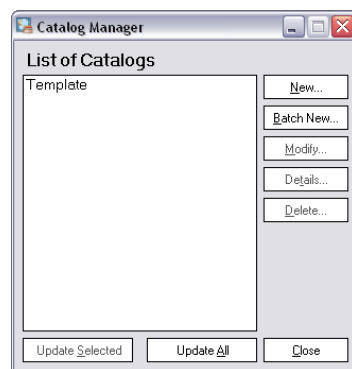 Catalog Manager
List of Catalogs
Template
New...
Batch New...
Modify...
Details...
Delete...
Update Selected
Update All
Close